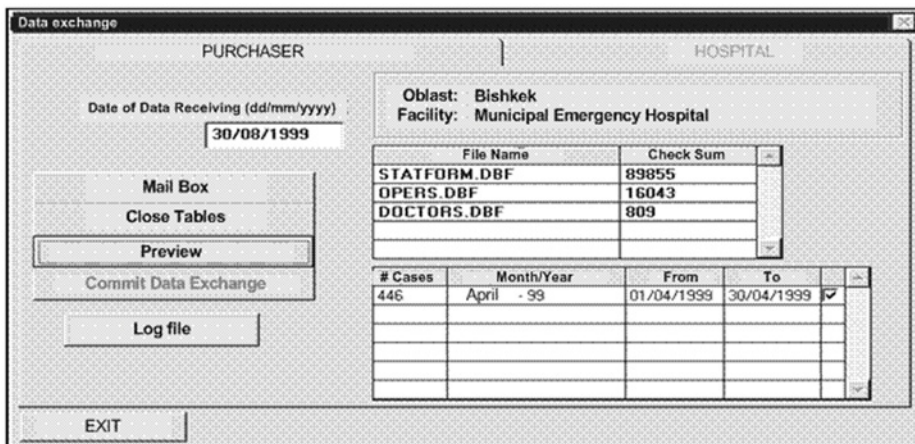 Data exchange
PURCHASER HOSPITAL
Date of Data Receiving (dd/mm/yyyy)
30/08/1999
Mail Box
Close Tables
Preview
Commit Data Exchange
Log file
EXIT
Oblast: Bishkek
Facility: Municipal Emergency Hospital
File Name Check Sum
STATFORM.DBF 89855
OPERS.DBF 16043
DOCTORS.DBF 809
# Cases Month/Year From To
446 April - 99 01/04/1999 30/04/1999